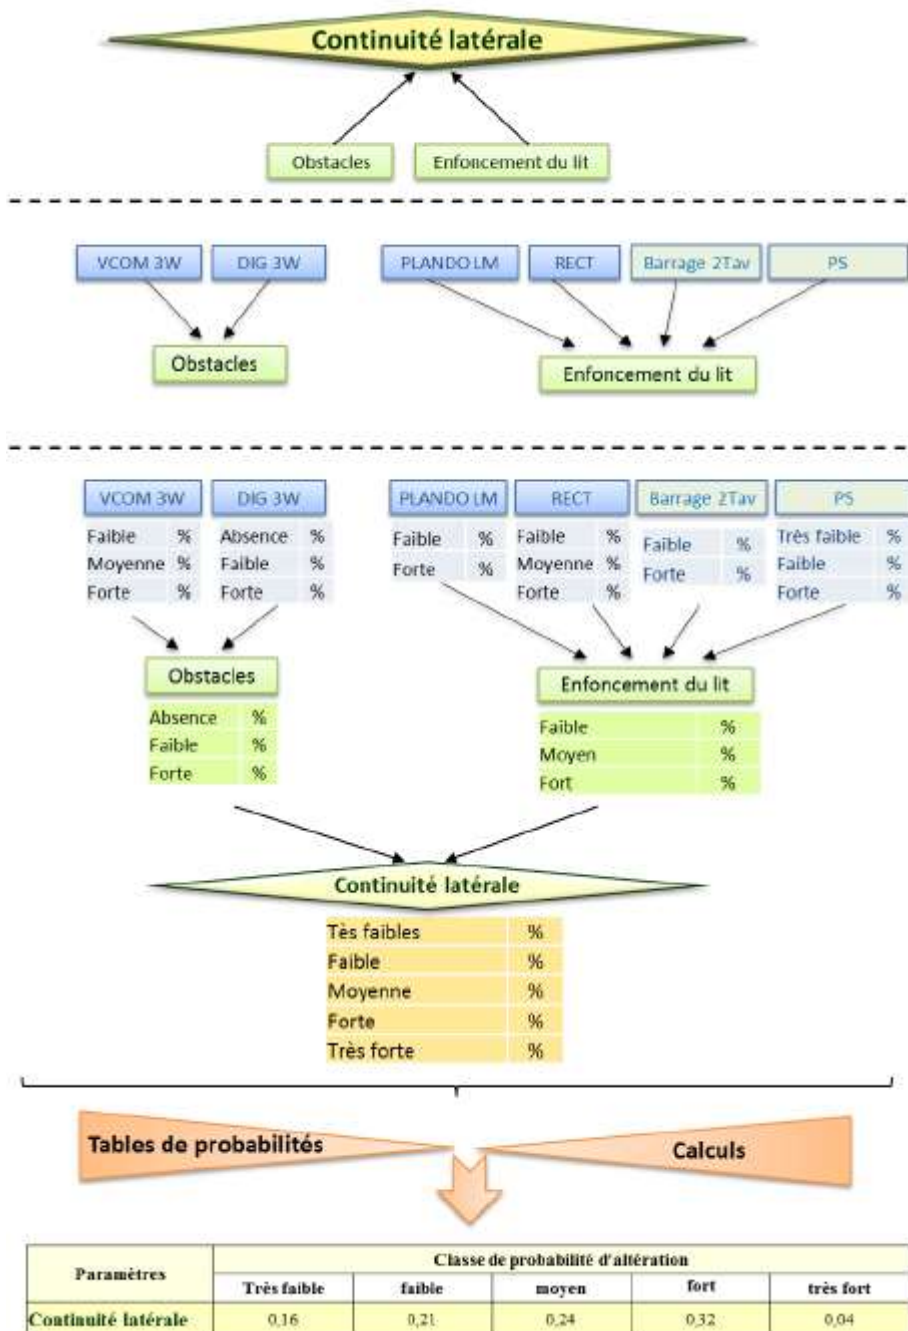 Continuité latérale
Obstacles Enfoncement du lit
VCOM 3W DIG 3W PLANDO LM RECT Barrage 2Tav PS
Obstacles Enfoncement du lit
VCOM 3W DIG 3W PLANDO LM RECT Barrage 2Tav PS
Faible % Absence % Faible % Faible % Faible % Très faible %
Moyenne % Faible % Forte % Moyenne % Forte % Faible %
Forte % Forte % Forte % Forte %
Obstacles Enfoncement du lit
Absence % Faible %
Faible % Moyen %
Forte % Fort %
Continuité latérale
Tès faibles %
Faible %
Moyenne %
Forte %
Très forte %
Tables de probabilités Calculs
Paramètres Classe de probabilité d'altération
Très faible faible moyen fort très fort
Continuité latérale 0,16 0,21 0,24 0,32 0,04